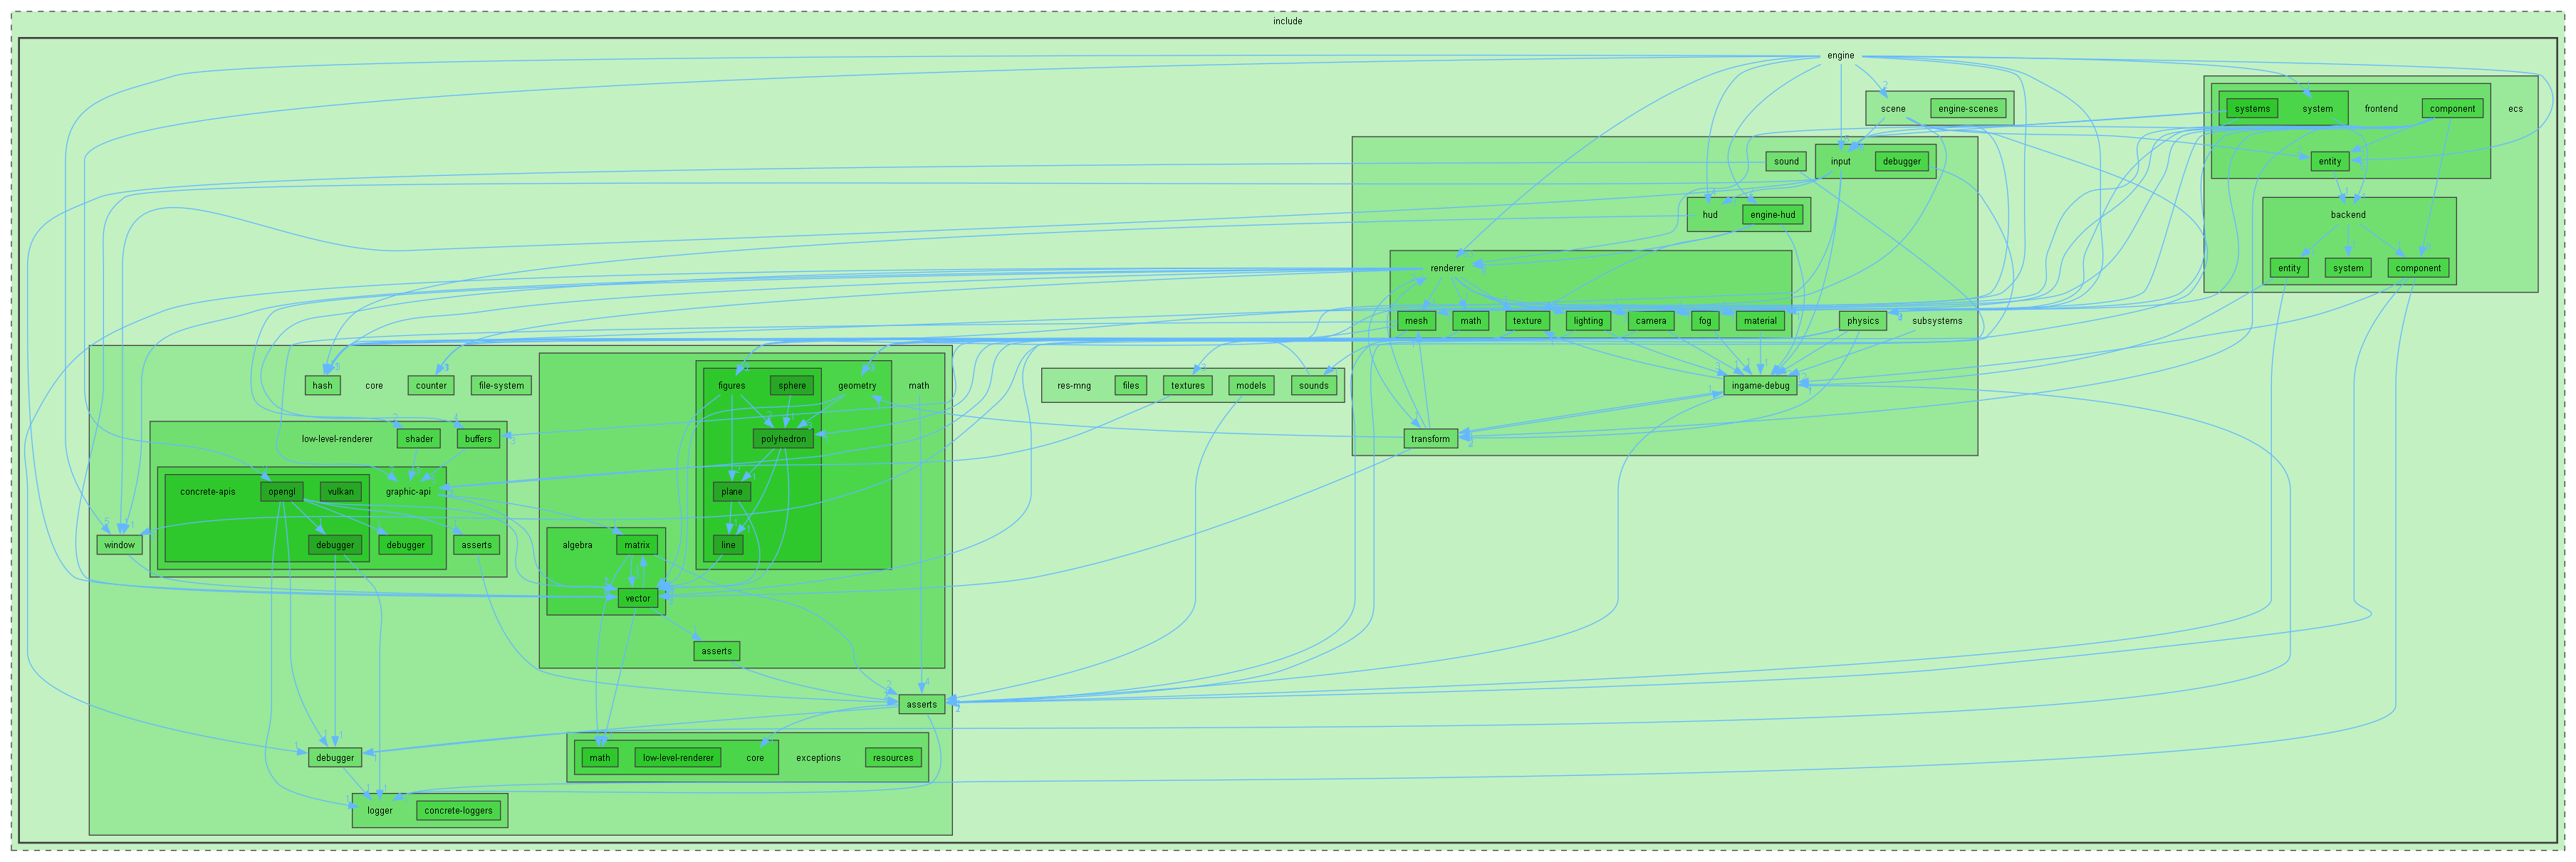 include
engine
scene
engine-scenes
systems
system
frontend
component
ecs
sound
input
debugger
entity
hud
engine-hud
backend
renderer
entity
system
component
mesh
math
texture
lighting
camera
fog
material
physics
subsystems
hash
core
counter
file-system
figures
sphere
geometry
math
res-mng
files
textures
models
sounds
ingame-debug
low-level-renderer
shader
buffers
polyhedron
transform
concrete-apis
opengl
vulkan
graphic-api
plane
window
debugger
debugger
asserts
algebra
matrix
line
vector
asserts
asserts
debugger
math
low-level-renderer
core
exceptions
resources
logger
concrete-loggers